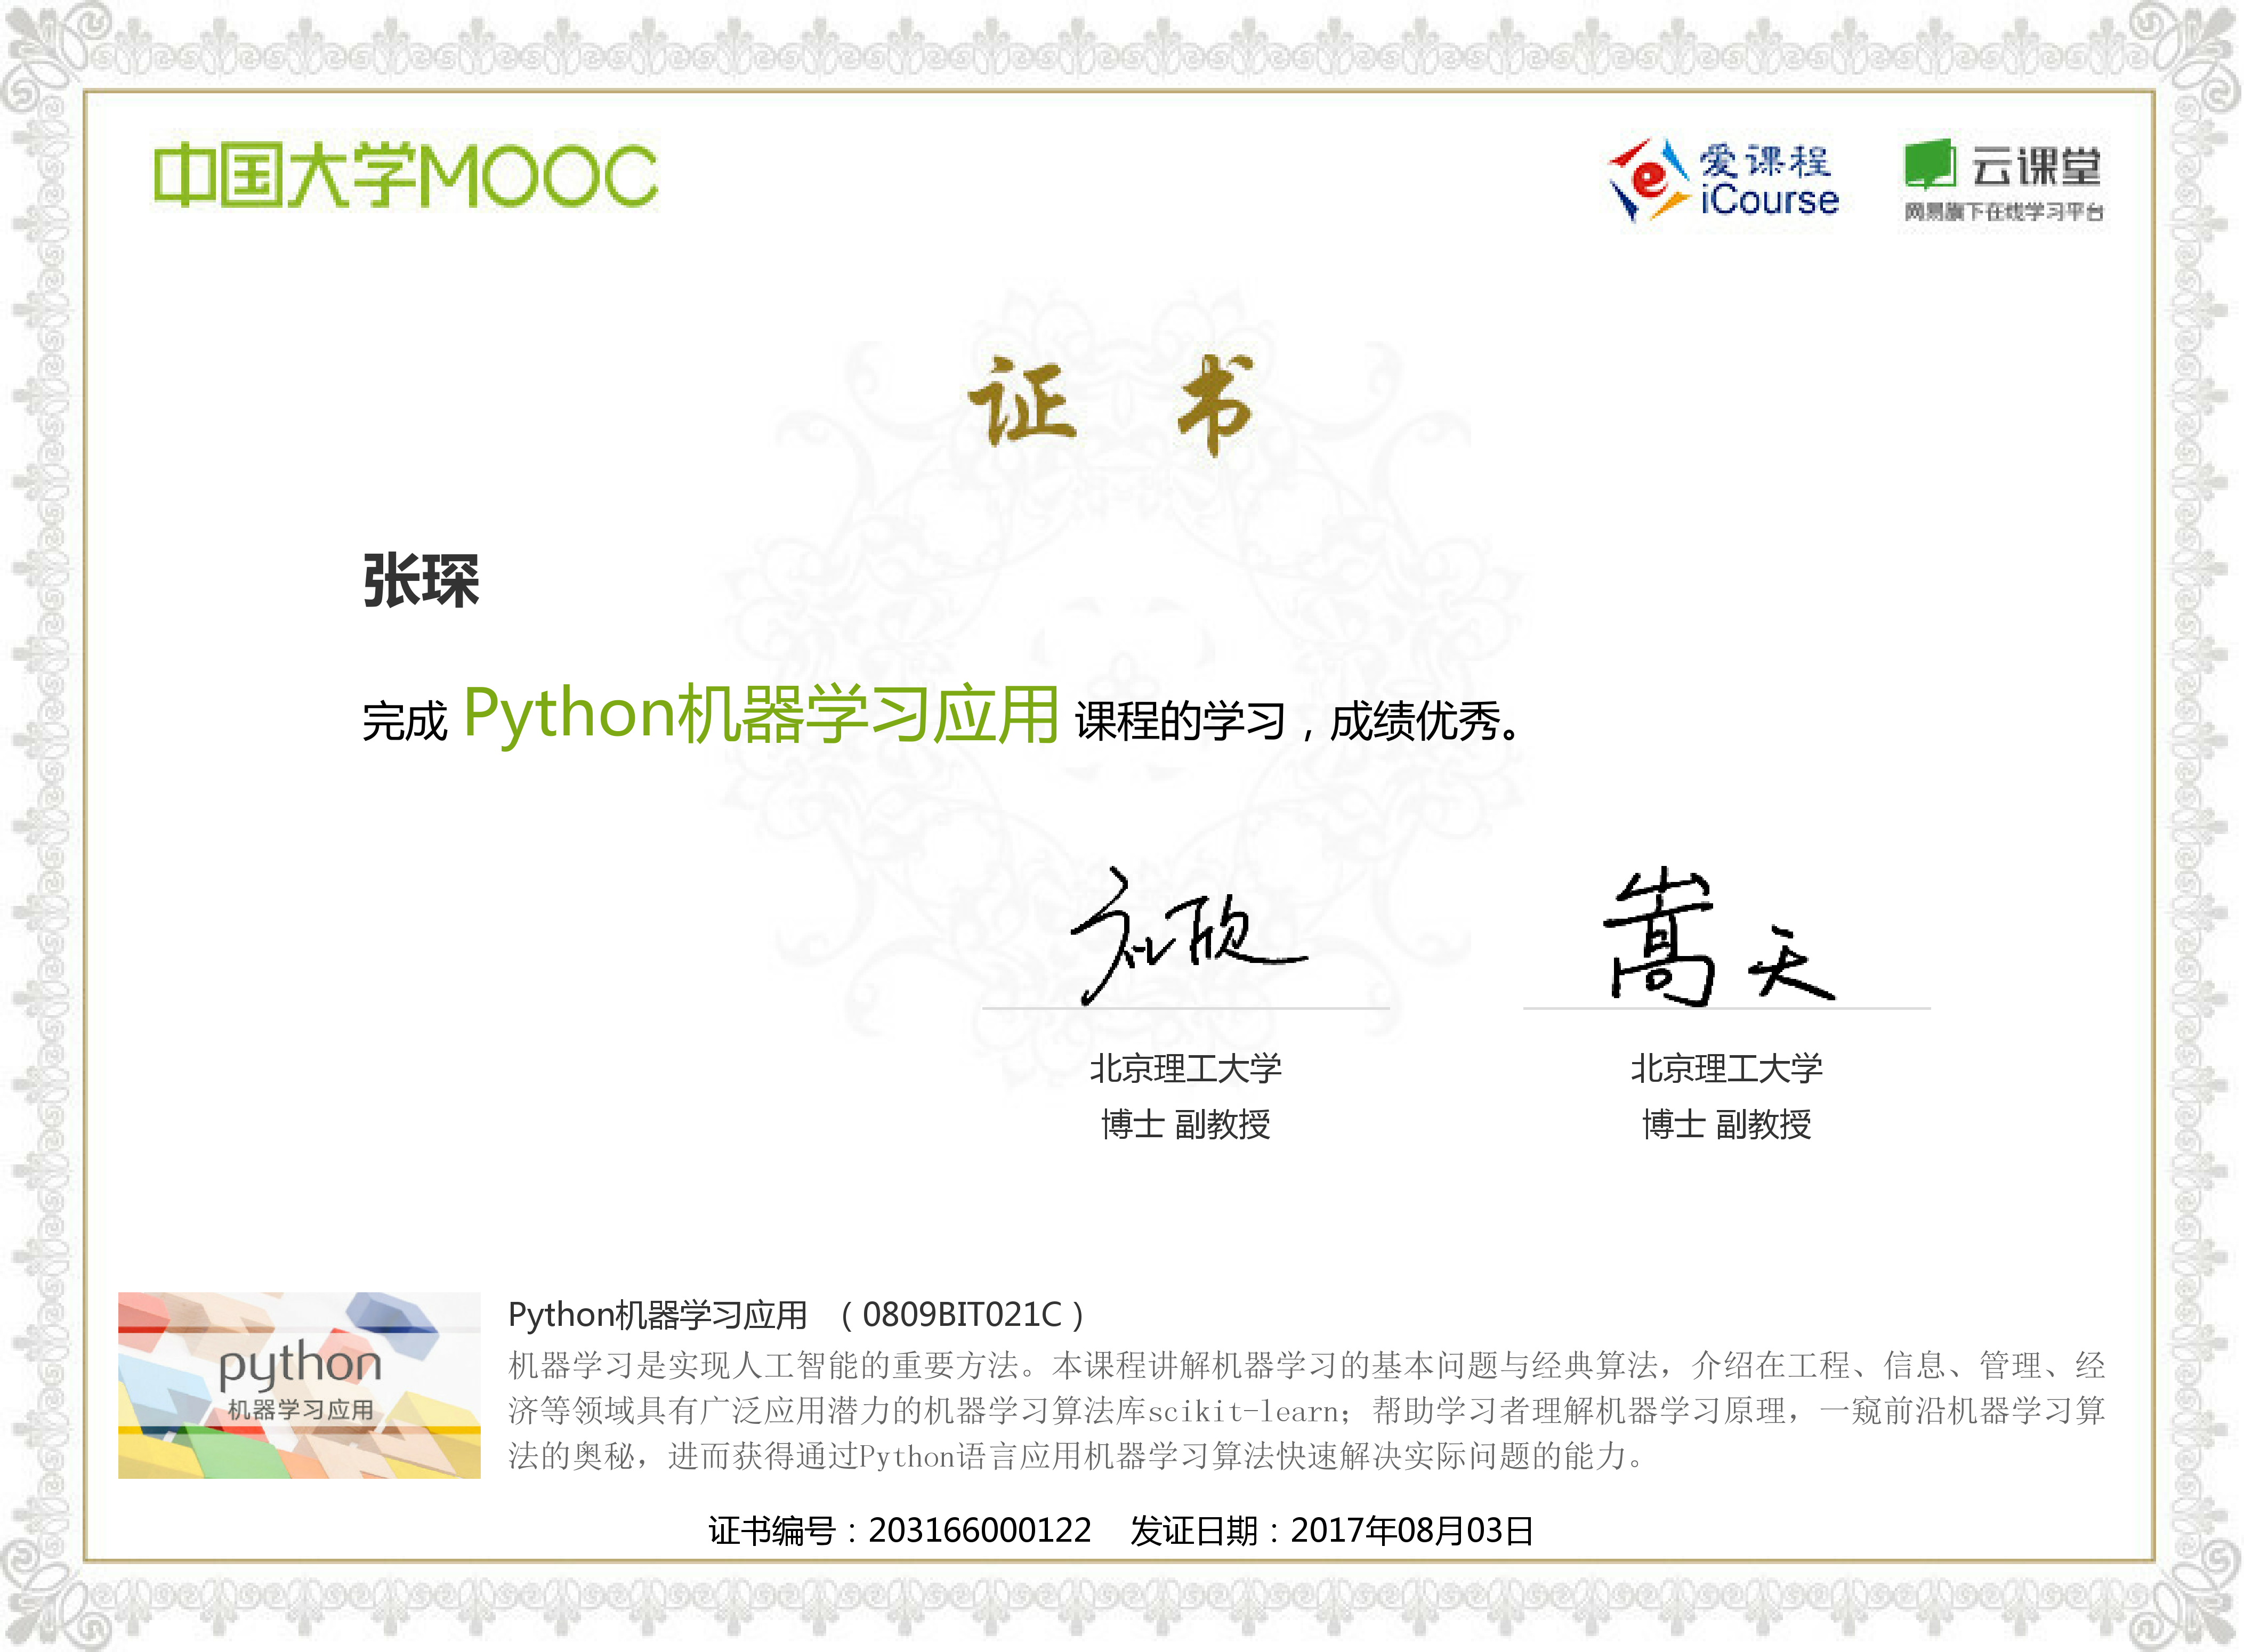 中国大学MOOC
爱课程
iCourse
云课堂
网易旗下在线学习平台
证 书
张琛
完成 Python机器学习应用 课程的学习，成绩优秀。
礼欣
嵩天
北京理工大学
北京理工大学
博士 副教授
博士 副教授
python
机器学习应用
Python机器学习应用 （0809BIT021C）
机器学习是实现人工智能的重要方法。本课程讲解机器学习的基本问题与经典算法，介绍在工程、信息、管理、经
济等领域具有广泛应用潜力的机器学习算法库scikit-learn；帮助学习者理解机器学习原理，一窥前沿机器学习算
法的奥秘，进而获得通过Python语言应用机器学习算法快速解决实际问题的能力。
证书编号：203166000122 发证日期：2017年08月03日